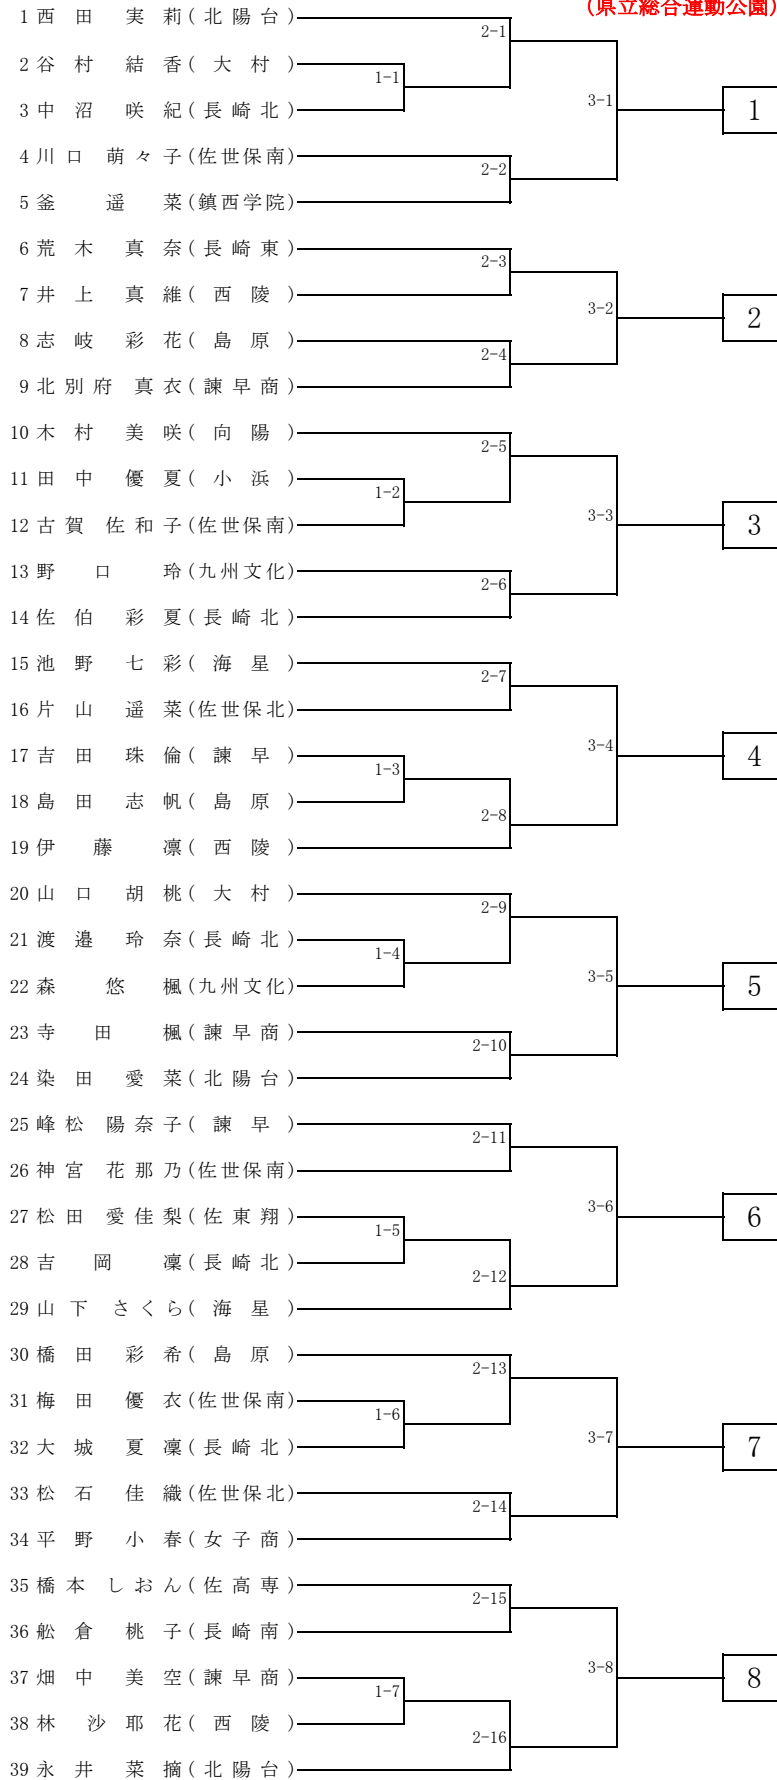 (県立総合運動公園)
1 西田 実莉(北陽台)
2-1
2 谷村 結香(大村)
1-1
3 中沼 咲紀(長崎北)
3-1
1
4 川口 萌々子(佐世保南)
2-2
5 釜 遥菜(鎮西学院)
6 荒木 真奈(長崎東)
2-3
7 井上 真維(西陵)
3-2
2
8 志岐 彩花(島原)
2-4
9 北別府 真衣(諫早商)
10 木村 美咲(向陽)
2-5
11 田中 優夏(小浜)
1-2
12 古賀 佐和子(佐世保南)
3-3
3
13 野口 玲(九州文化)
2-6
14 佐伯 彩夏(長崎北)
15 池野 七彩(海星)
2-7
16 片山 遥菜(佐世保北)
17 吉田 珠倫(諫早)
1-3
3-4
4
18 島田 志帆(島原)
2-8
19 伊藤 凛(西陵)
20 山口 胡桃(大村)
2-9
21 渡邉 玲奈(長崎北)
1-4
22 森 悠楓(九州文化)
3-5
5
23 寺田 楓(諫早商)
2-10
24 染田 愛菜(北陽台)
25 峰松 陽奈子(諫早)
2-11
26 神宮 花那乃(佐世保南)
27 松田 愛佳梨(佐東翔)
1-5
3-6
6
28 吉岡 凜(長崎北)
2-12
29 山下 さくら(海星)
30 橋田 彩希(島原)
2-13
31 梅田 優衣(佐世保南)
1-6
32 大城 夏凜(長崎北)
3-7
7
33 松石 佳織(佐世保北)
2-14
34 平野 小春(女子商)
35 橋本 しおん(佐高専)
2-15
36 舩倉 桃子(長崎南)
37 畑中 美空(諫早商)
1-7
3-8
8
38 林 沙耶花(西陵)
2-16
39 永井 菜摘(北陽台)